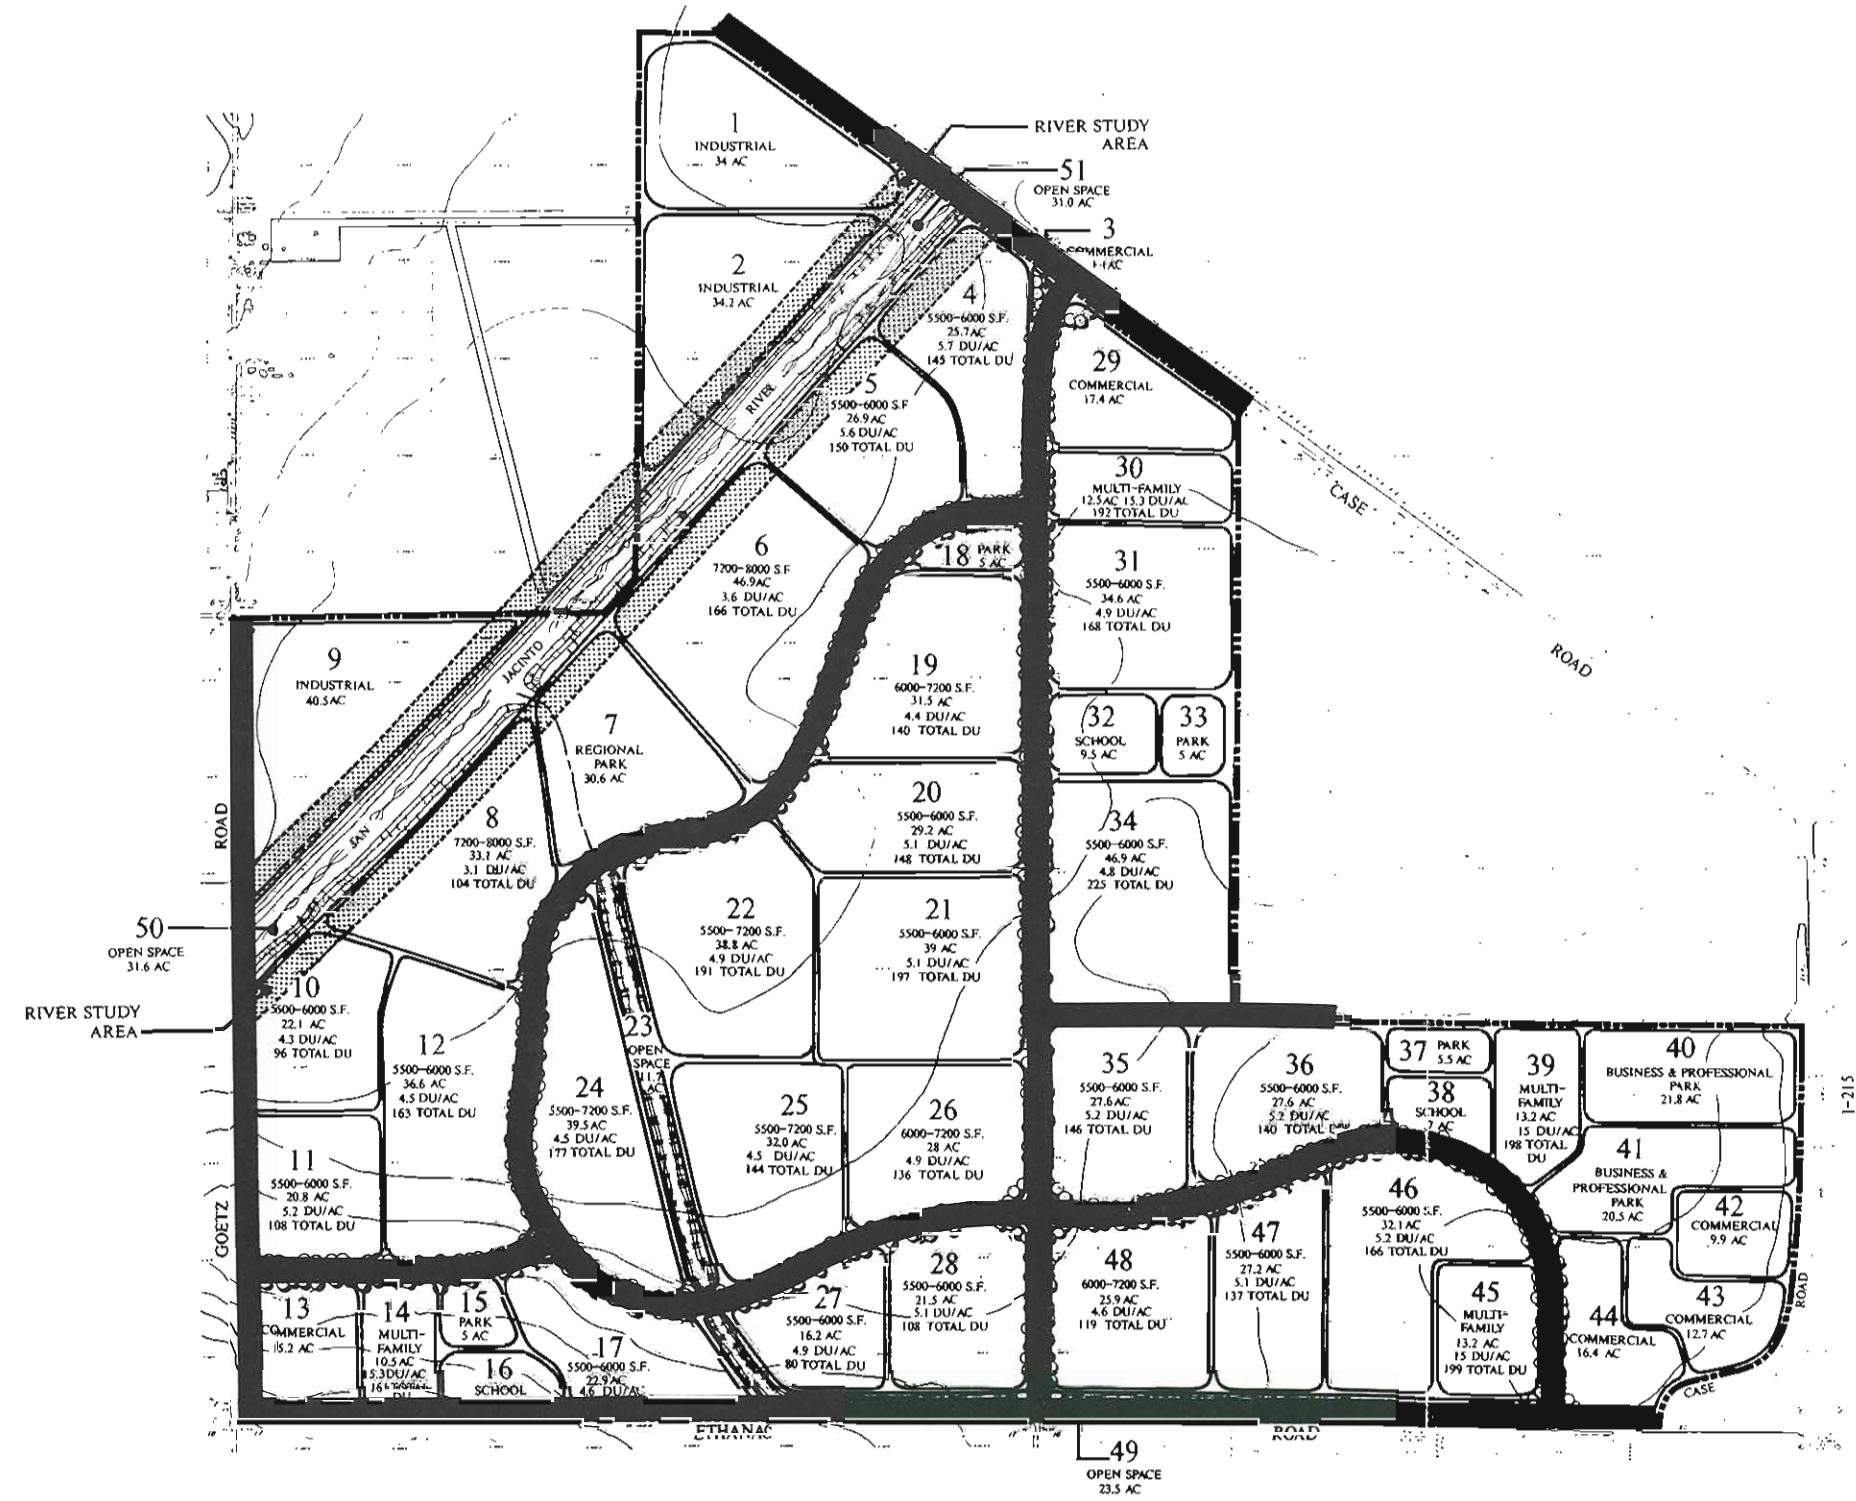 1
INDUSTRIAL
34 AC
RIVER STUDY
AREA
51
OPEN SPACE
31.0 AC
3
COMMERCIAL
2
INDUSTRIAL
34.2 AC
4
5500-6000 S.F.
25.7 AC
5.7 DU/AC
145 TOTAL DU
29
COMMERCIAL
17.4 AC
5
5500-6000 S.F
26.9 AC
5.6 DU/AC
150 TOTAL DU
RIVER
30
MULTI-FAMILY
12.5AC 15.3 DU/AC
192 TOTAL DU
CASE
ROAD
6
7200-8000 S.F
46.9AC
3.6 DU/AC
166 TOTAL DU
18 PARK
5 AC
31
5500-6000 S.F.
34.6 AC
4.9 DU/AC
168 TOTAL DU
9
INDUSTRIAL
40.5AC
JACINTO
19
6000-7200 S.F.
31.5 AC
4.4 DU/AC
140 TOTAL DU
7
REGIONAL
PARK
30.6 AC
32
SCHOOL
9.5 AC
33
PARK
5 AC
ROAD
SAN
8
7200-8000 S.F.
33.1 AC
3.1 DU/AC
104 TOTAL DU
20
5500-6000 S.F.
29.2 AC
5.1 DU/AC
148 TOTAL DU
34
5500-6000 S.F.
46.9 AC
4.8 DU/AC
225 TOTAL DU
50
OPEN SPACE
31.6 AC
22
5500-7200 S.F.
38.8 AC
4.9 DU/AC
191 TOTAL DU
21
5500-6000 S.F.
39 AC
5.1 DU/AC
197 TOTAL DU
RIVER STUDY
AREA
10
5500-6000 S.F.
22.1 AC
4.3 DU/AC
96 TOTAL DU
12
5500-6000 S.F.
36.6 AC
4.5 DU/AC
163 TOTAL DU
23
OPEN
SPACE
11.7
AC
24
5500-7200 S.F.
39.5AC
4.5 DU/AC
177 TOTAL DU
25
5500-7200 S.F.
32.0 AC
4.5 DU/AC
144 TOTAL DU
26
6000-7200 S.F.
28 AC
4.9 DU/AC
136 TOTAL DU
35
5500-6000 S.F.
27.6AC
5.2 DU/AC
146 TOTAL DU
36
5500-6000 S.F.
27.6 AC
5.2 DU/AC
140 TOTAL
37 PARK
5.5 AC
38
SCHOOL
7 AC
39
MULTI-
FAMILY
13.2 AC
15 DU/AC
198 TOTAL
DU
40
BUSINESS & PROFESSIONAL
PARK
21.8 AC
I-215
41
BUSINESS &
PROFESSIONAL
PARK
20.5 AC
42
COMMERCIAL
9.9 AC
11
5500-6000 S.F.
20.8 AC
5.2 DU/AC
108 TOTAL DU
GOETZ
46
5500-6000 S.F.
32.1AC
5.2 DU/AC
166 TOTAL DU
47
5500-6000 S.F.
27.2 AC
5.1 DU/AC
137 TOTAL DU
48
6000-7200 S.F.
25.9 AC
4.6 DU/AC
119 TOTAL DU
28
5500-6000 S.F.
21.5 AC
5.1 DU/AC
108 TOTAL DU
27
5500-6000 S.F.
16.2 AC
4.9 DU/AC
80 TOTAL DU
45
MULTI-
FAMILY
13.2 AC
15 DU/AC
199 TOTAL DU
44
COMMERCIAL
16.4 AC
43
COMMERCIAL
12.7 AC
ROAD
CASE
13
COMMERCIAL
15.2 AC
14
MULTI-
FAMILY
10.5 AC
15
PARK
5 AC
16
SCHOOL
17
5500-6000 S.F.
22.9 AC
4.6 DU/AC
ETHANAC
ROAD
49
OPEN SPACE
23.5 AC